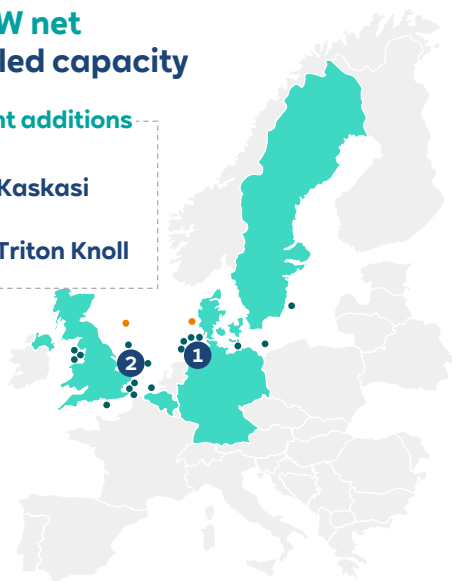 W net
led capacity
nt additions
Kaskasi
Triton Knoll
1
2